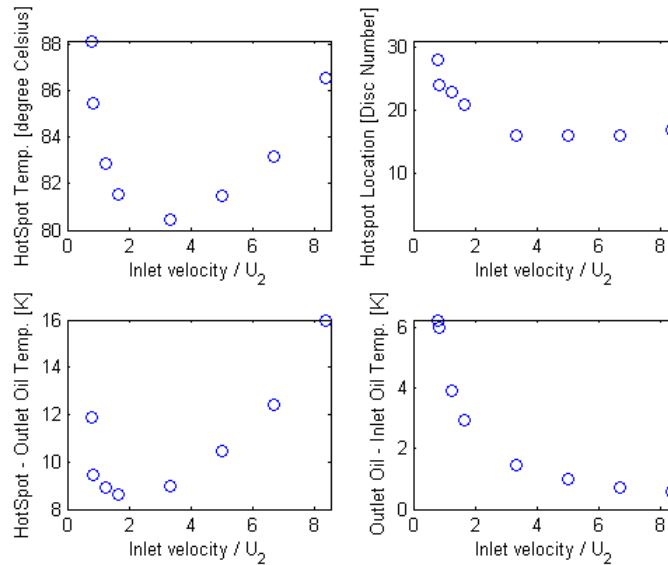 HotSpot Temp. [degree Celsius]
88
86
84
82
80
0 2 4 6 8
Inlet velocity / U2
Hotspot Location [Disc Number]
30
20
10
0 2 4 6 8
Inlet velocity / U2
HotSpot - Outlet Oil Temp. [K]
16
14
12
10
8
0 2 4 6 8
Inlet velocity / U2
Outlet Oil - Inlet Oil Temp. [K]
6
4
2
0
0 2 4 6 8
Inlet velocity / U2